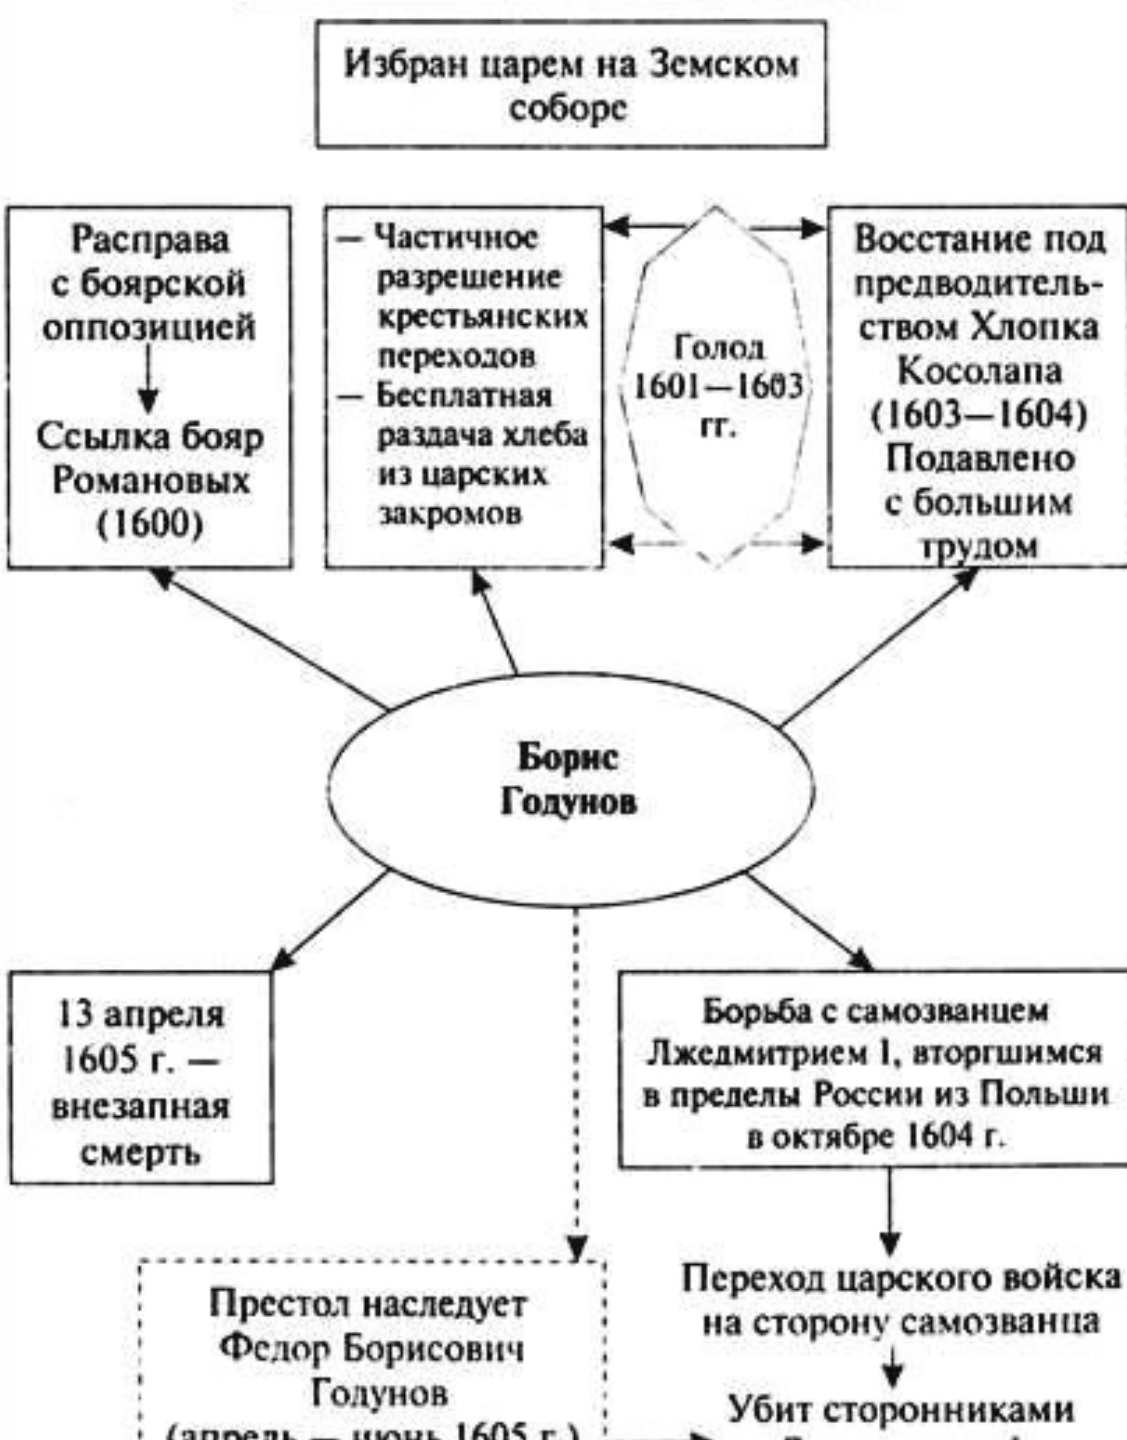 Избран царем на Земском
соборе
Расправа
с боярской
оппозицией
Ссылка бояр
Романовых
(1600)
— Частичное
разрешение
крестьянских
переходов
— Бесплатная
раздача хлеба
из царских
закромов
Голод
1601—1603
гг.
Восстание под
предводитель-
ством Хлопка
Косолапа
(1603—1604)
Подавлено
с большим
трудом
Борис
Годунов
13 апреля
1605 г. —
внезапная
смерть
Борьба с самозванцем
Лжедмитрием I, вторгшимся
в пределы России из Польши
в октябре 1604 г.
Престол наследует
Федор Борисович
Годунов
(апрель — июнь 1605 г.)
Переход царского войска
на сторону самозванца
Убит сторонниками